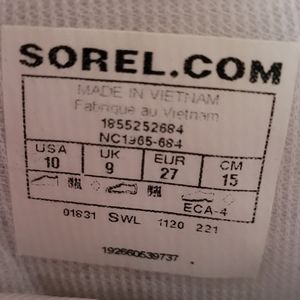 SOREL.COM
MADE IN VIETNAM
Fabriqué au Vietnam
1855252684
NC1965-684
USA UK EUR CM
10 9 27 15
ECA-4
01831 SWL 1120 221
192660539737